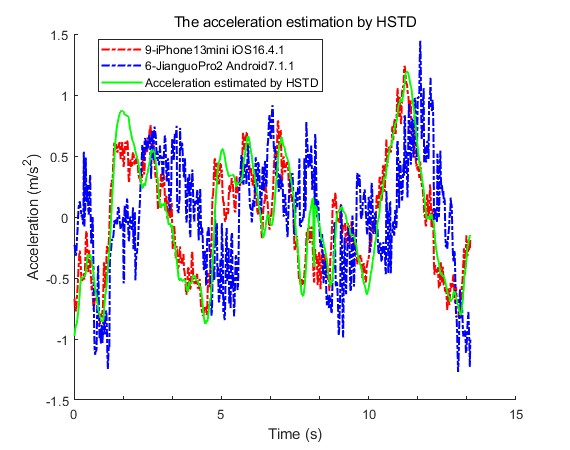 The acceleration estimation by HSTD
9-iPhone13mini iOS16.4.1
6-JianguoPro2 Android7.1.1
Acceleration estimated by HSTD
1.5
1
0.5
0
-0.5
-1
-1.5
Acceleration (m/s²)
0 5 10 15
Time (s)